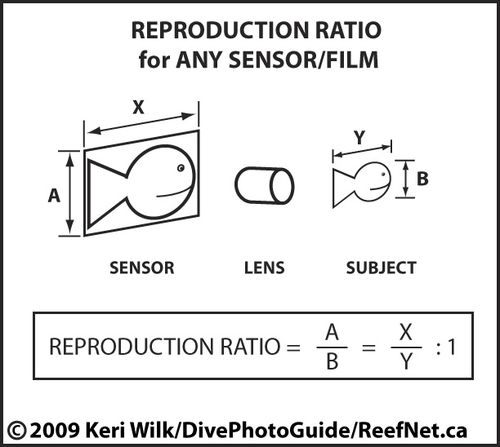 REPRODUCTION RATIO
for ANY SENSOR/FILM
X
Y
A
B
SENSOR LENS SUBJECT
REPRODUCTION RATIO = A/B = X/Y : 1
© 2009 Keri Wilk/DivePhotoGuide/ReefNet.ca